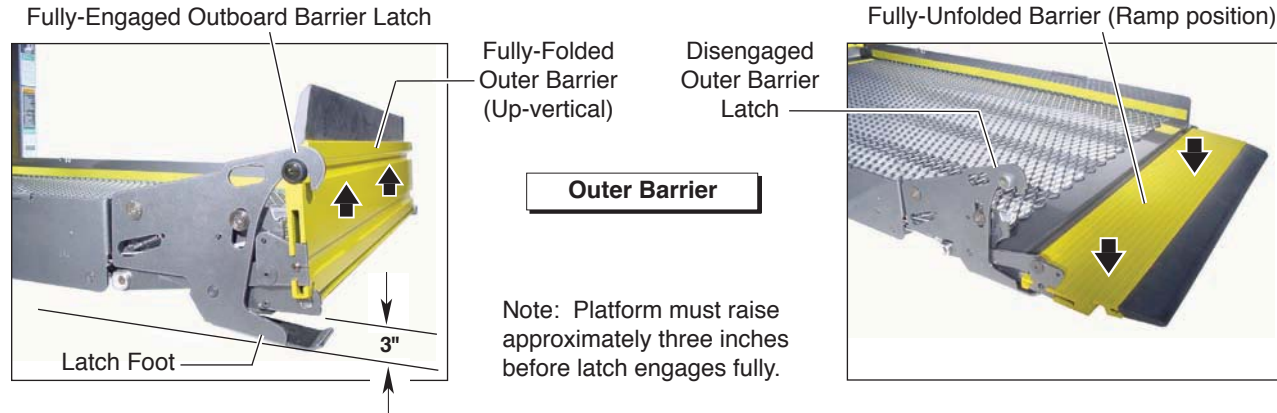 Fully-Engaged Outboard Barrier Latch
Fully-Folded
Outer Barrier
(Up-vertical)
Disengaged
Outer Barrier
Latch
Fully-Unfolded Barrier (Ramp position)
Outer Barrier
Note: Platform must raise
approximately three inches
before latch engages fully.
Latch Foot
3"